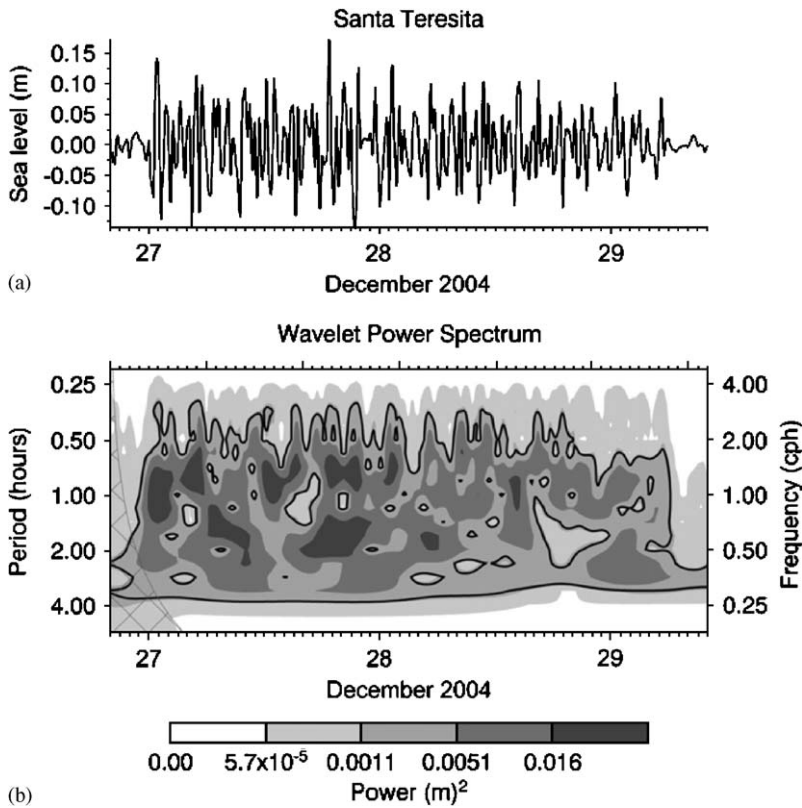 Santa Teresita
Sea level (m)
0.15
0.10
0.05
0.00
-0.05
-0.10
27
28
29
December 2004
(a)
Wavelet Power Spectrum
Period (hours)
0.25
0.50
1.00
2.00
4.00
Frequency (cph)
4.00
2.00
1.00
0.50
0.25
27
28
29
December 2004
0.00
5.7x10⁻⁵
0.0011
0.0051
0.016
Power (m)²
(b)